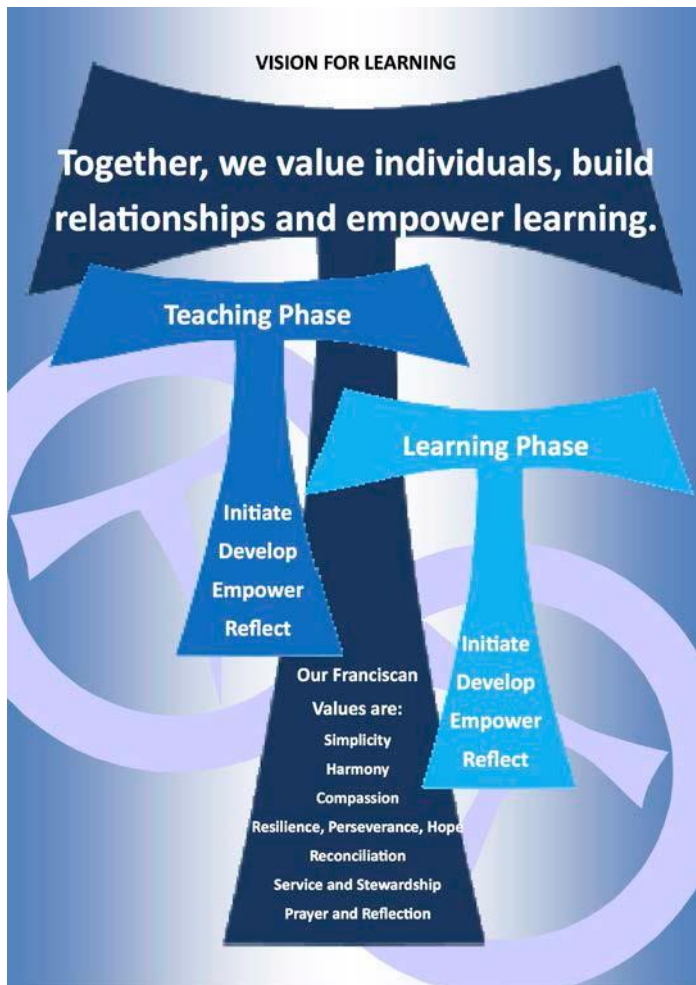 VISION FOR LEARNING
Together, we value individuals, build
relationships and empower learning.
Teaching Phase
Initiate
Develop
Empower
Reflect
Learning Phase
Initiate
Develop
Empower
Reflect
Our Franciscan
Values are:
Simplicity
Harmony
Compassion
Resilience, Perseverance, Hope
Reconciliation
Service and Stewardship
Prayer and Reflection